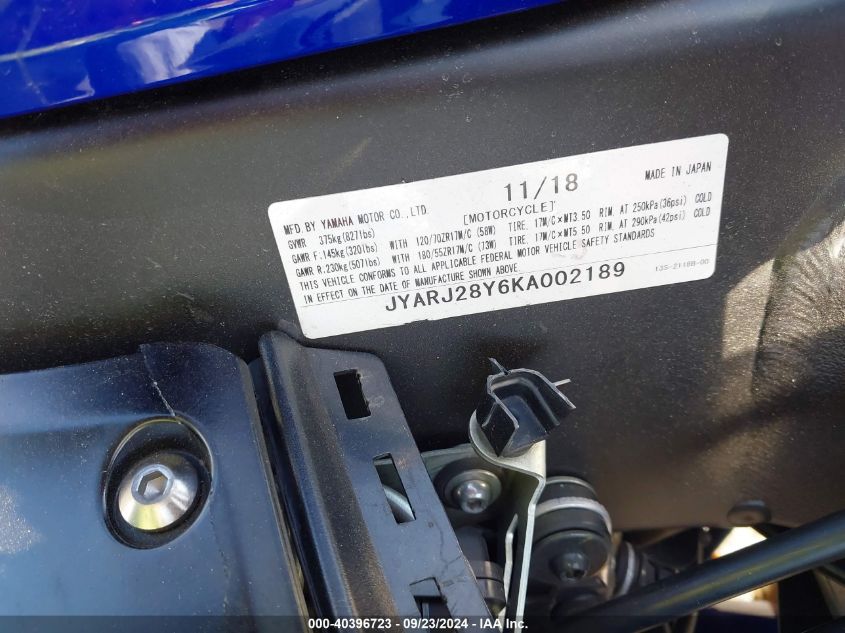 11/18
MADE IN JAPAN
MFD. BY YAMAHA MOTOR CO., LTD.
[MOTORCYCLE]
GVWR 375kg(827lbs)
GAWR F. 145kg(320lbs) WITH 120/70ZR17M/C (58W) TIRE, 17M/C×MT3.50 RIM, AT 250kPa(36psi) COLD
GAWR R. 230kg(507lbs) WITH 180/55ZR17M/C (73W) TIRE, 17M/C×MT5.50 RIM, AT 290kPa(42psi) COLD
THIS VEHICLE CONFORMS TO ALL APPLICABLE FEDERAL MOTOR VEHICLE SAFETY STANDARDS
IN EFFECT ON THE DATE OF MANUFACTURE SHOWN ABOVE.
JYARJ28Y6KA002189
13S-2118B-00
000-40396723 - 09/23/2024 - IAA Inc.